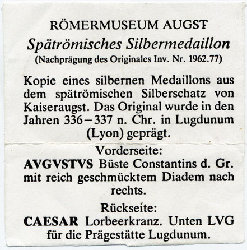 RÖMERMUSEUM AUGST
Spätrömisches Silbermedaillon
(Nachprägung des Originales Inv. Nr. 1962.77)
Kopie eines silbernen Medaillons aus
dem spätrömischen Silberschatz von
Kaiseraugst. Das Original wurde in den
Jahren 336–337 n. Chr. in Lugdunum
(Lyon) geprägt.
Vorderseite:
AVGVSTVS Büste Constantins d. Gr.
mit reich geschmücktem Diadem nach
rechts.
Rückseite:
CAESAR Lorbeerkranz. Unten LVG
für die Prägestätte Lugdunum.